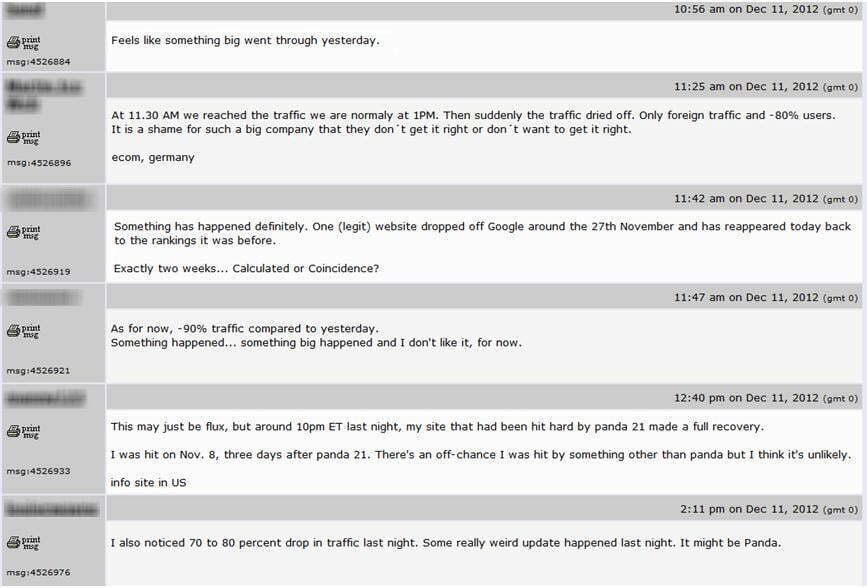 10:56 am on Dec 11, 2012 (gmt 0)
print
msg
msg:4526884
Feels like something big went through yesterday.
11:25 am on Dec 11, 2012 (gmt 0)
print
msg
msg:4526896
At 11.30 AM we reached the traffic we are normaly at 1PM. Then suddenly the traffic dried off. Only foreign traffic and -80% users.
It is a shame for such a big company that they don´t get it right or don´t want to get it right.
ecom, germany
11:42 am on Dec 11, 2012 (gmt 0)
print
msg
msg:4526919
Something has happened definitely. One (legit) website dropped off Google around the 27th November and has reappeared today back
to the rankings it was before.
Exactly two weeks... Calculated or Coincidence?
11:47 am on Dec 11, 2012 (gmt 0)
print
msg
msg:4526921
As for now, -90% traffic compared to yesterday.
Something happened... something big happened and I don't like it, for now.
12:40 pm on Dec 11, 2012 (gmt 0)
print
msg
msg:4526933
This may just be flux, but around 10pm ET last night, my site that had been hit hard by panda 21 made a full recovery.
I was hit on Nov. 8, three days after panda 21. There's an off-chance I was hit by something other than panda but I think it's unlikely.
info site in US
2:11 pm on Dec 11, 2012 (gmt 0)
print
msg
msg:4526976
I also noticed 70 to 80 percent drop in traffic last night. Some really weird update happened last night. It might be Panda.